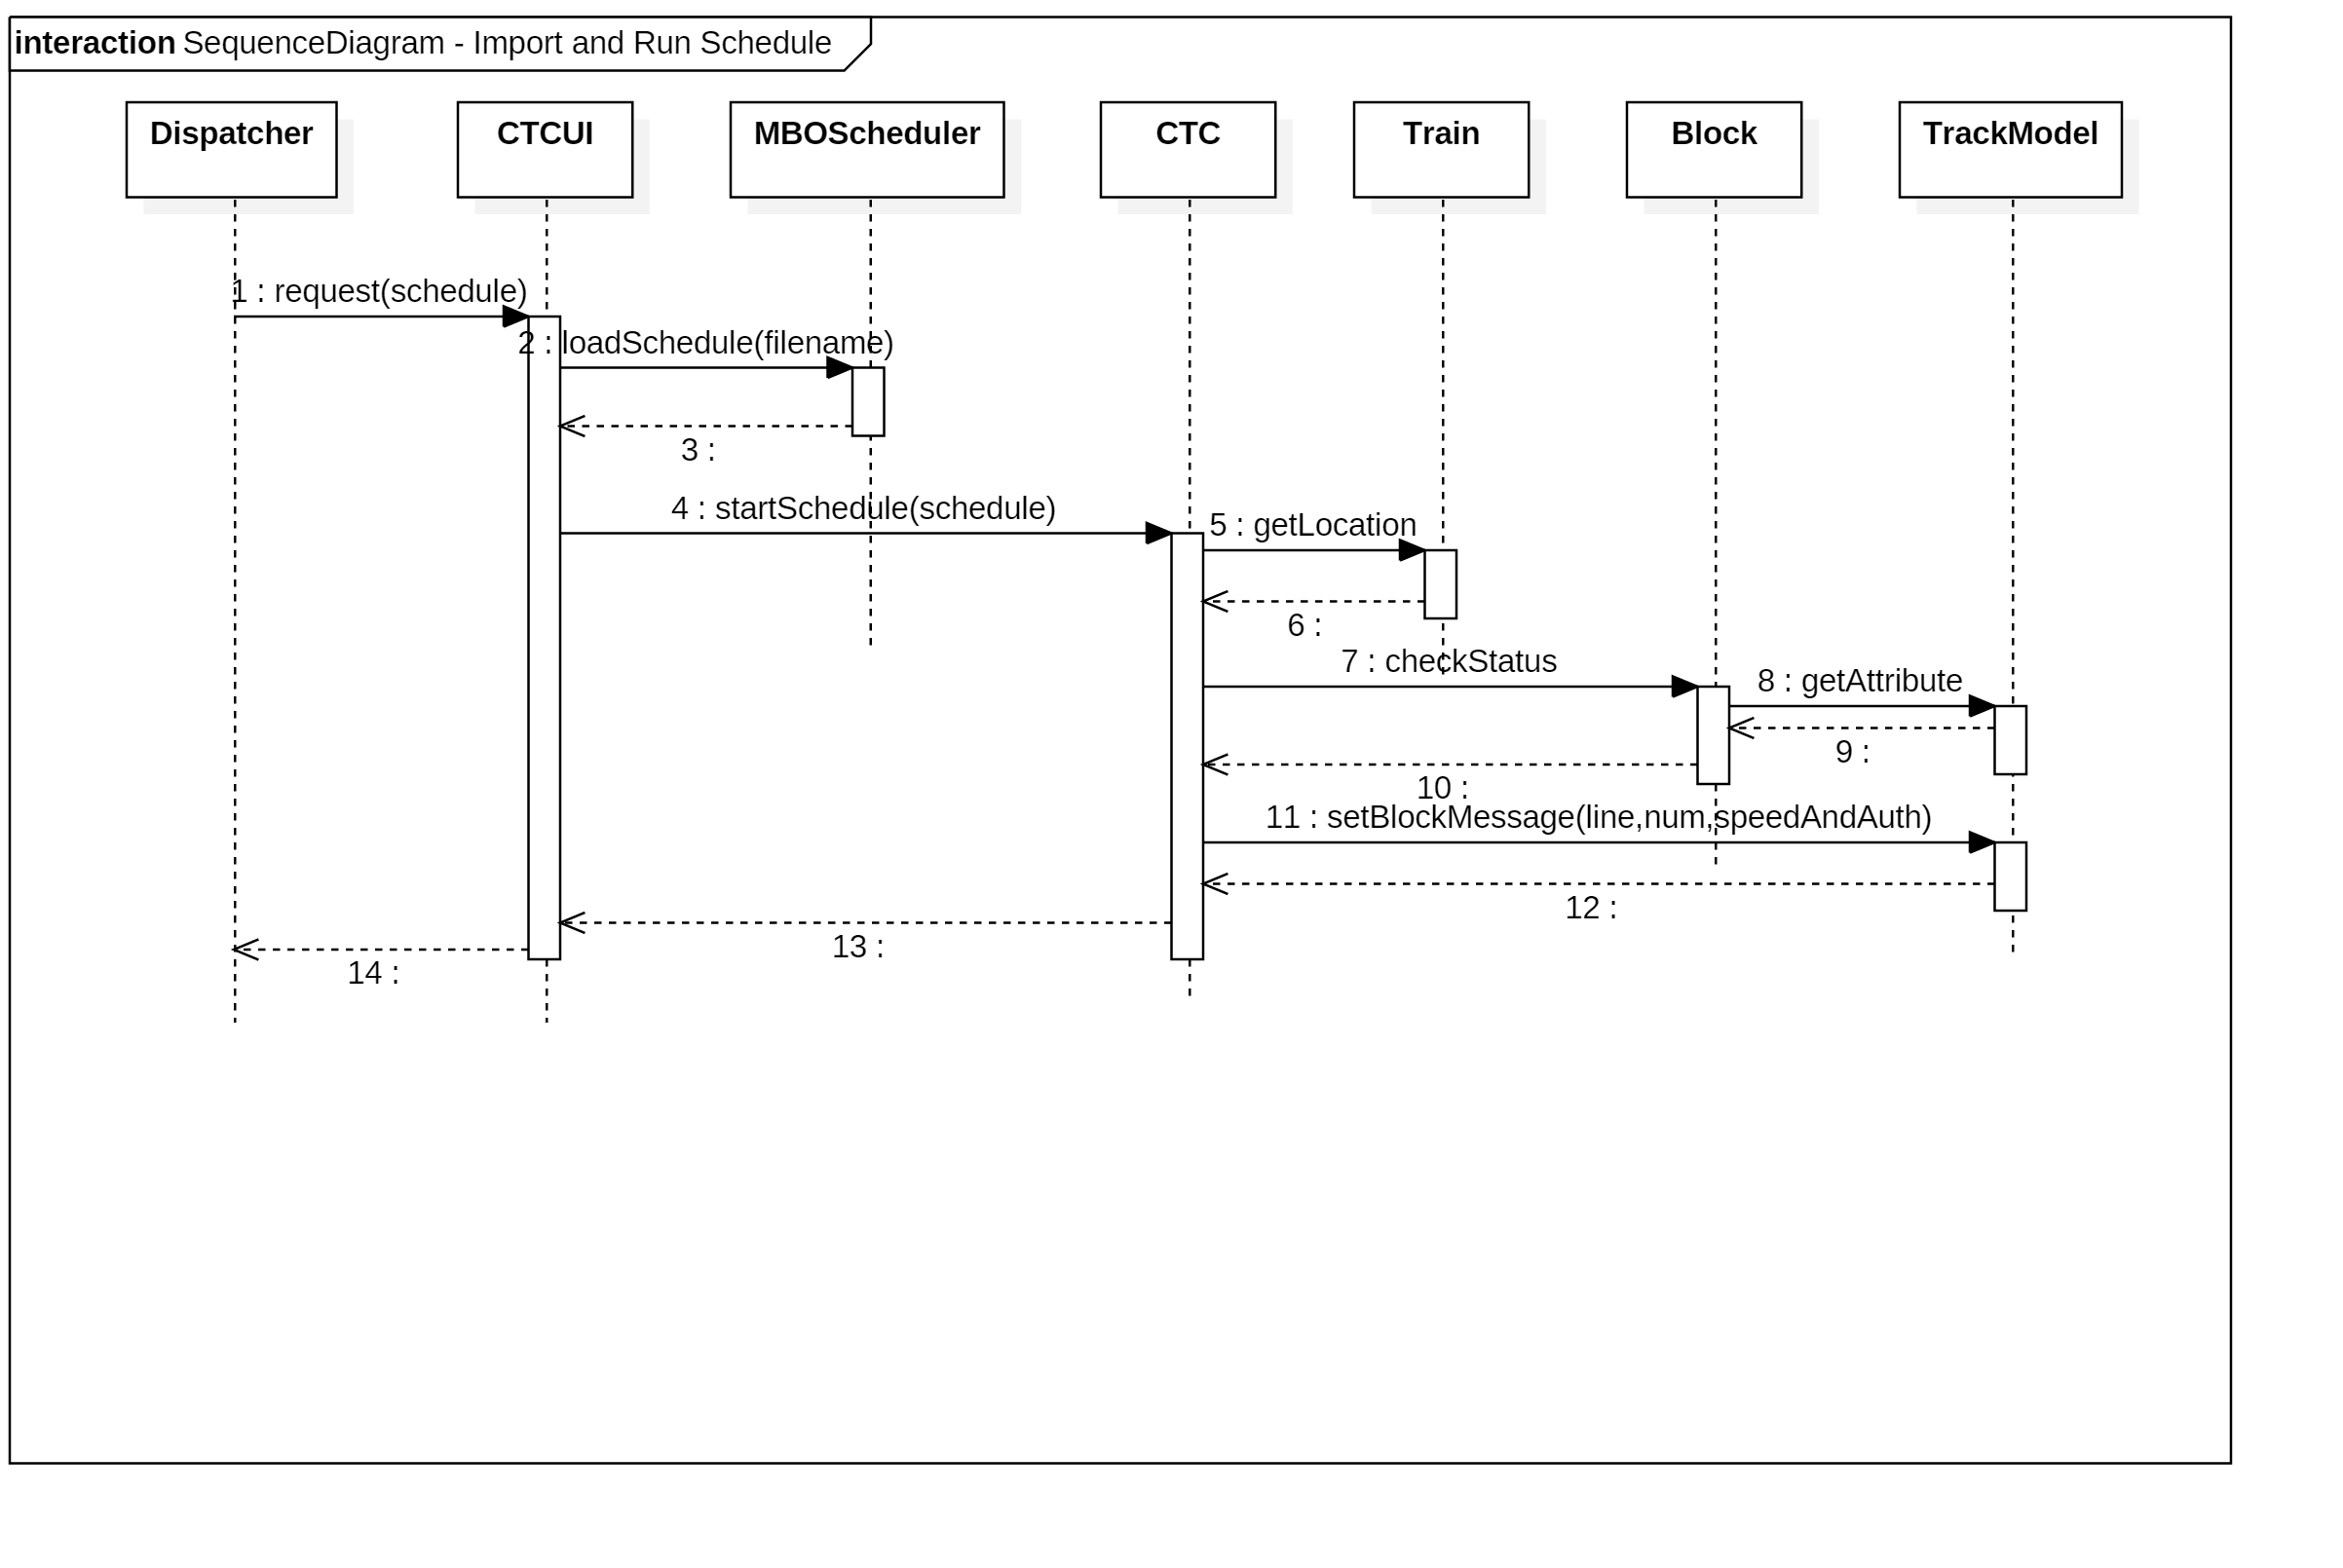 interaction SequenceDiagram - Import and Run Schedule
Dispatcher
CTCUI
MBOScheduler
CTC
Train
Block
TrackModel
1 : request(schedule)
2 : loadSchedule(filename)
3 :
4 : startSchedule(schedule)
5 : getLocation
6 :
7 : checkStatus
8 : getAttribute
9 :
10 :
11 : setBlockMessage(line,num,speedAndAuth)
12 :
13 :
14 :